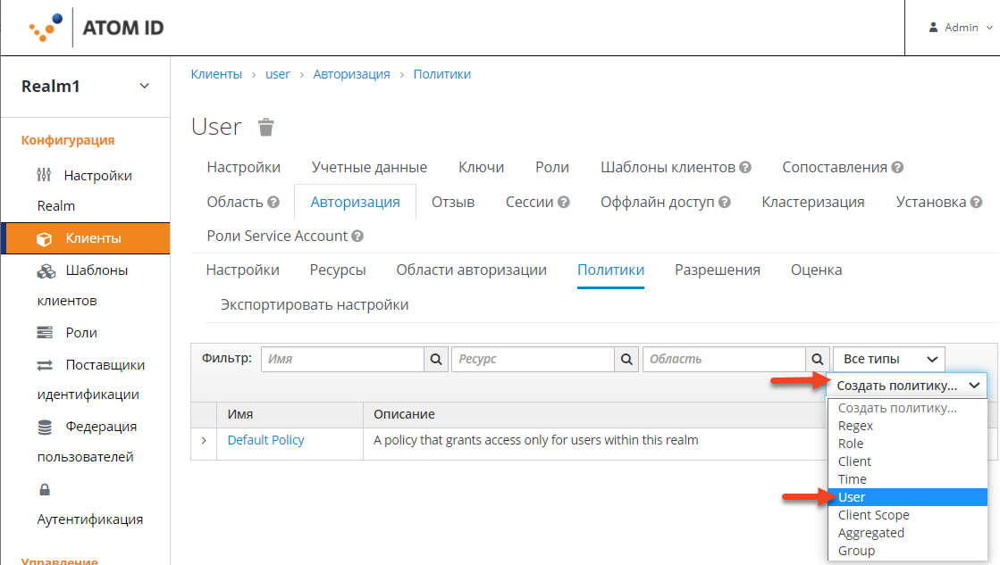 ATOM ID
Admin
Realm1
Клиенты › user › Авторизация › Политики
User
Конфигурация
Настройки
Realm
Клиенты
Шаблоны
клиентов
Роли
Поставщики
идентификации
Федерация
пользователей
Аутентификация
Управление
Настройки Учетные данные Ключи Роли Шаблоны клиентов Сопоставления
Область Авторизация Отзыв Сессии Оффлайн доступ Кластеризация Установка
Роли Service Account
Настройки Ресурсы Области авторизации Политики Разрешения Оценка
Экспортировать настройки
Фильтр: Имя Ресурс Область Все типы
Создать политику...
Имя Описание
Default Policy A policy that grants access only for users within this realm
Создать политику...
Regex
Role
Client
Time
User
Client Scope
Aggregated
Group